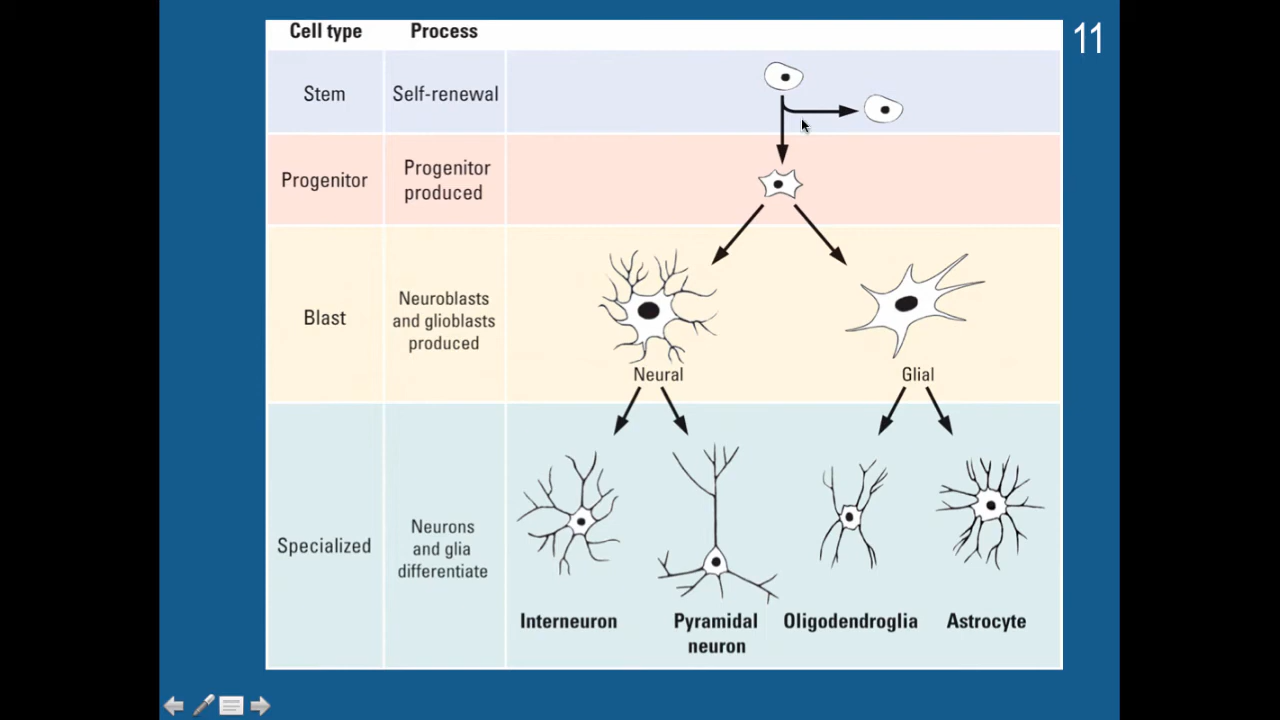 Cell type Process
11
Stem
Self-renewal
Progenitor
Progenitor
produced
Blast
Neuroblasts
and glioblasts
produced
Neural
Glial
Specialized
Neurons
and glia
differentiate
Interneuron
Pyramidal
neuron
Oligodendroglia
Astrocyte